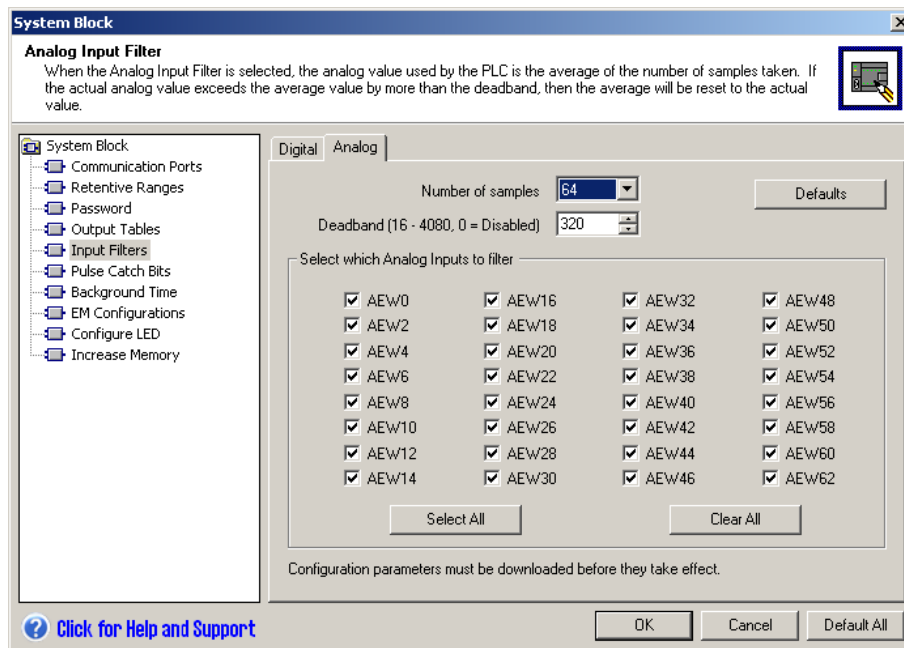 System Block
Analog Input Filter
When the Analog Input Filter is selected, the analog value used by the PLC is the average of the number of samples taken. If
the actual analog value exceeds the average value by more than the deadband, then the average will be reset to the actual
value.
System Block
Communication Ports
Retentive Ranges
Password
Output Tables
Input Filters
Pulse Catch Bits
Background Time
EM Configurations
Configure LED
Increase Memory
Digital Analog
Number of samples 64 Defaults
Deadband (16 - 4080, 0 = Disabled) 320
Select which Analog Inputs to filter
AEW0 AEW16 AEW32 AEW48
AEW2 AEW18 AEW34 AEW50
AEW4 AEW20 AEW36 AEW52
AEW6 AEW22 AEW38 AEW54
AEW8 AEW24 AEW40 AEW56
AEW10 AEW26 AEW42 AEW58
AEW12 AEW28 AEW44 AEW60
AEW14 AEW30 AEW46 AEW62
Select All Clear All
Configuration parameters must be downloaded before they take effect.
Click for Help and Support OK Cancel Default All